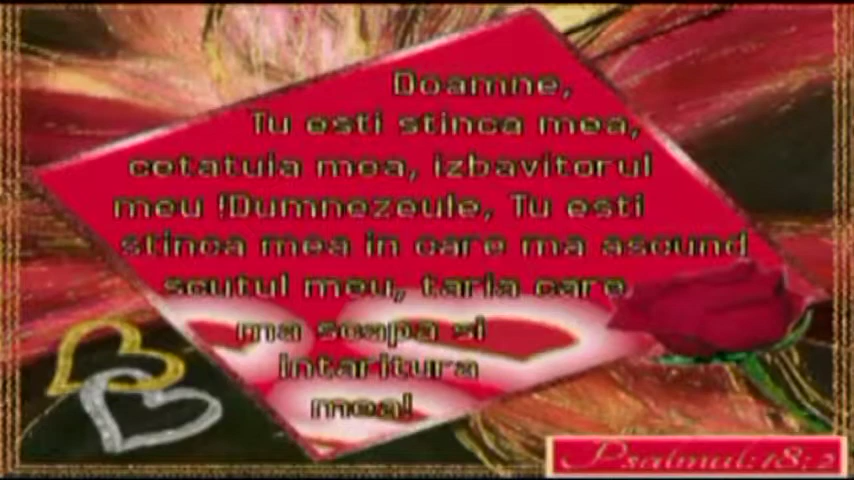 Doamne,
Tu esti stinca mea,
cetatuia mea, izbavitorul
meu !Dumnezeule, Tu esti
stinca mea in care ma ascund
scutul meu, taria care
ma scapa si
intaritura
mea!
Psalmul:18:2